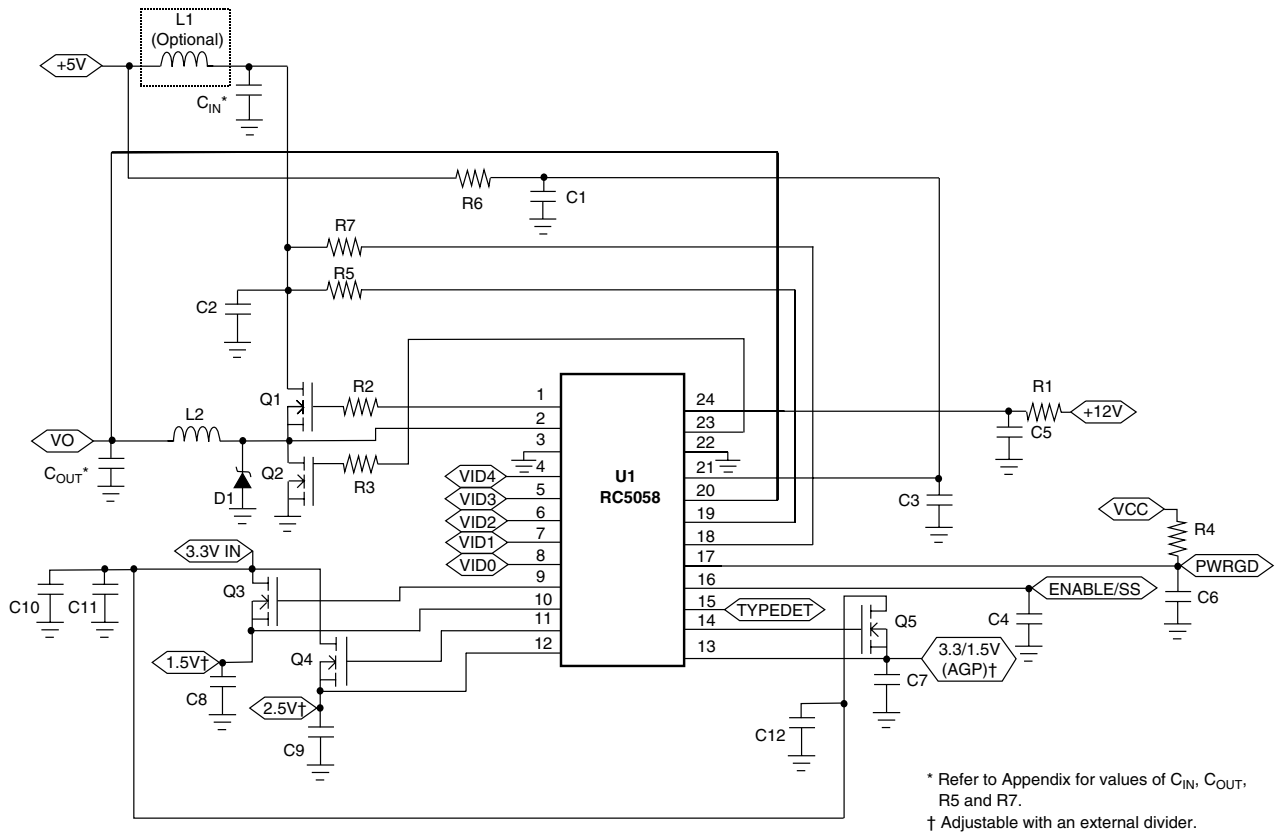 L1
(Optional)
+5V
CIN*
R6
C1
R7
R5
C2
Q1
R2
L2
VO
COUT*
D1
Q2
R3
1
2
3
4
5
6
7
8
9
10
11
12
VID4
VID3
VID2
VID1
VID0
U1
RC5058
24
23
22
21
20
19
18
17
16
15
14
13
R1
+12V
C5
C3
VCC
R4
PWRGD
C6
ENABLE/SS
C4
TYPEDET
Q5
3.3/1.5V
(AGP)†
C7
C12
3.3V IN
C10
C11
Q3
1.5V†
C8
Q4
2.5V†
C9
* Refer to Appendix for values of CIN, COUT,
R5 and R7.
† Adjustable with an external divider.